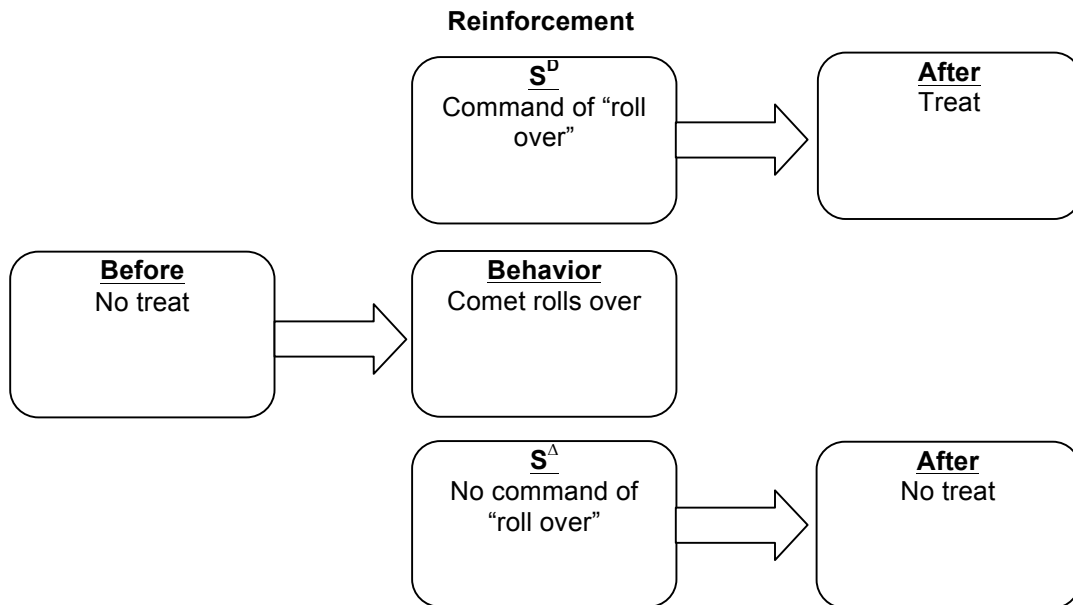 Reinforcement
Sᴰ
Command of “roll
over”
After
Treat
Before
No treat
Behavior
Comet rolls over
S^Δ
No command of
“roll over”
After
No treat